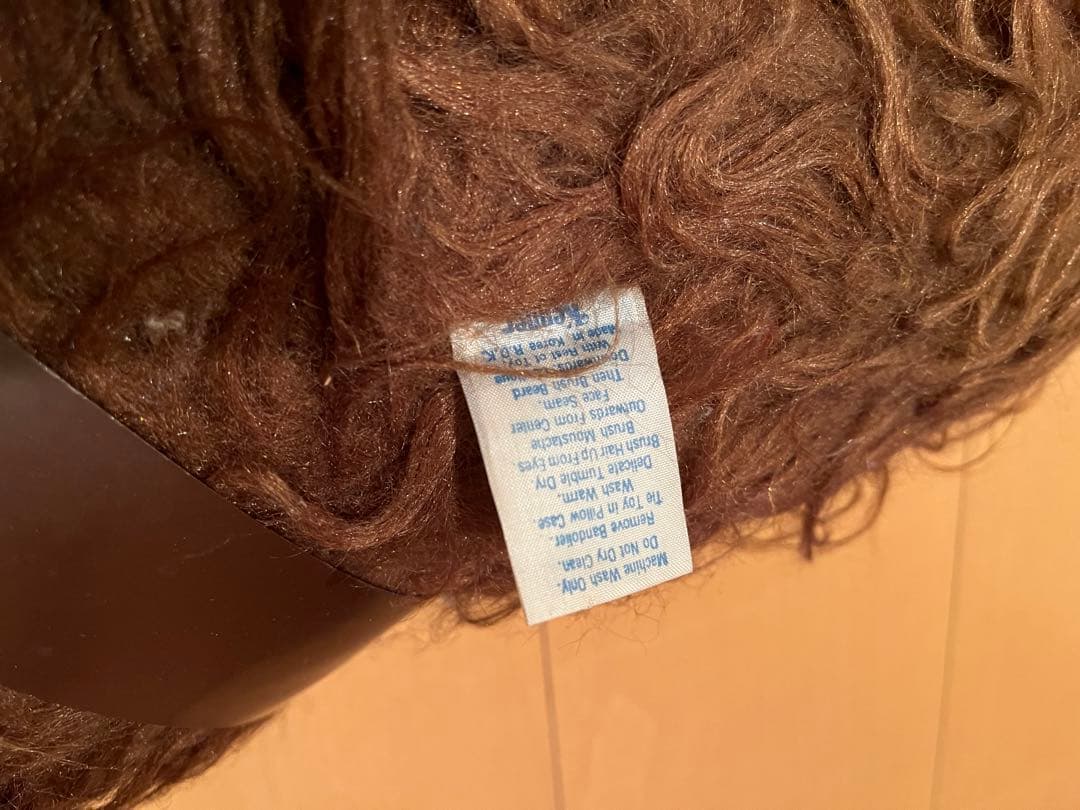 Machine Wash Only.
Do Not Dry Clean.
Remove Bandolier.
Tie Toy in Pillow Case.
Wash Warm.
Delicate Tumble Dry.
Brush Hair Up From Eyes
Brush Moustache
Outwards From Center
Face Seam.
Then Brush Beard
With Rest of Toy
Made in Korea R.O.K.
Kenner